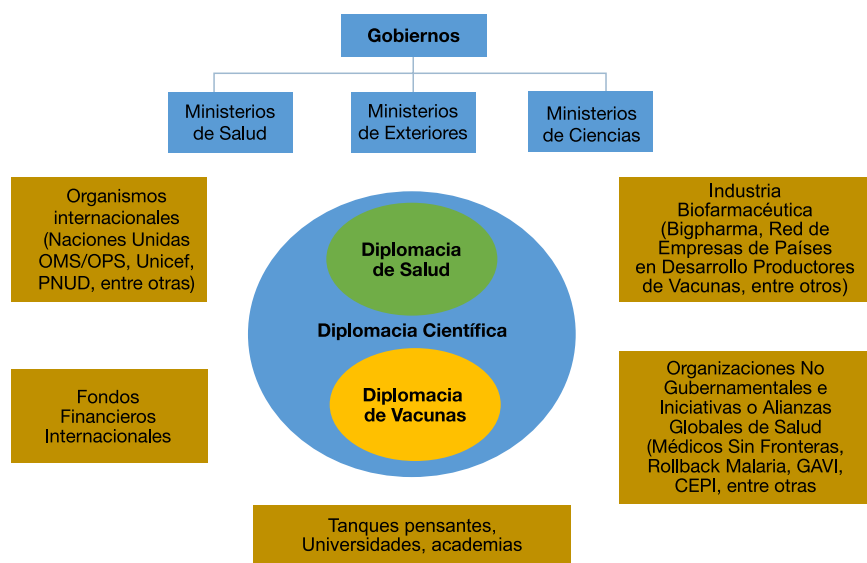 Gobiernos
Ministerios
de Salud
Ministerios
de Exteriores
Ministerios
de Ciencias
Organismos
internacionales
(Naciones Unidas
OMS/OPS, Unicef,
PNUD, entre otras)
Industria
Biofarmacéutica
(Bigpharma, Red de
Empresas de Países
en Desarrollo Productores
de Vacunas, entre otros)
Diplomacia
de Salud
Diplomacia Científica
Diplomacia
de Vacunas
Fondos
Financieros
Internacionales
Organizaciones No
Gubernamentales e
Iniciativas o Alianzas
Globales de Salud
(Médicos Sin Fronteras,
Rollback Malaria, GAVI,
CEPI, entre otras
Tanques pensantes,
Universidades, academias